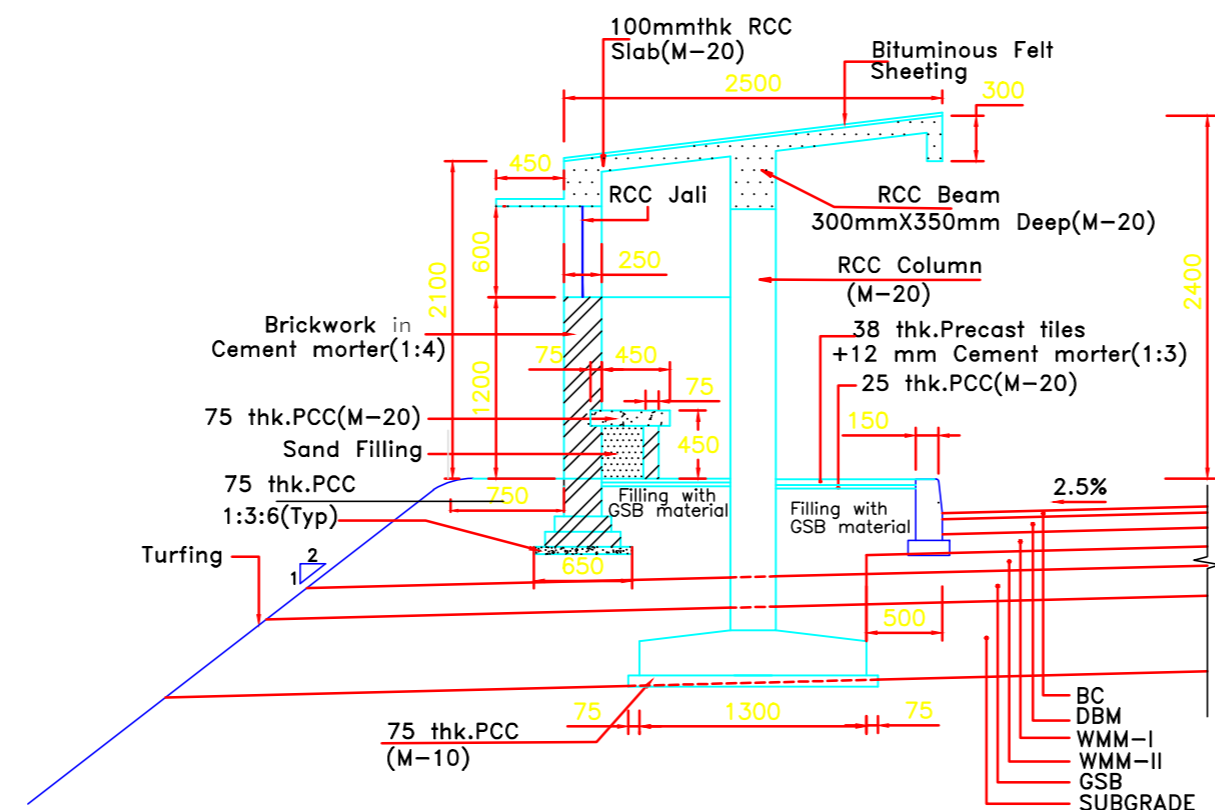 100mmthk RCC
Slab(M-20)
Bituminous Felt
Sheeting
2500
300
450
RCC Jali
RCC Beam
300mmX350mm Deep(M-20)
600
250
2100
2400
RCC Column
(M-20)
Brickwork in
Cement morter(1:4)
38 thk.Precast tiles
+12 mm Cement morter(1:3)
75
450
25 thk.PCC(M-20)
75
1200
150
75 thk.PCC(M-20)
450
Sand Filling
75 thk.PCC
750
Filling with
GSB material
Filling with
GSB material
2.5%
1:3:6(Typ)
Turfing
2
1
650
500
75
1300
75
75 thk.PCC
(M-10)
BC
DBM
WMM-I
WMM-II
GSB
SUBGRADE